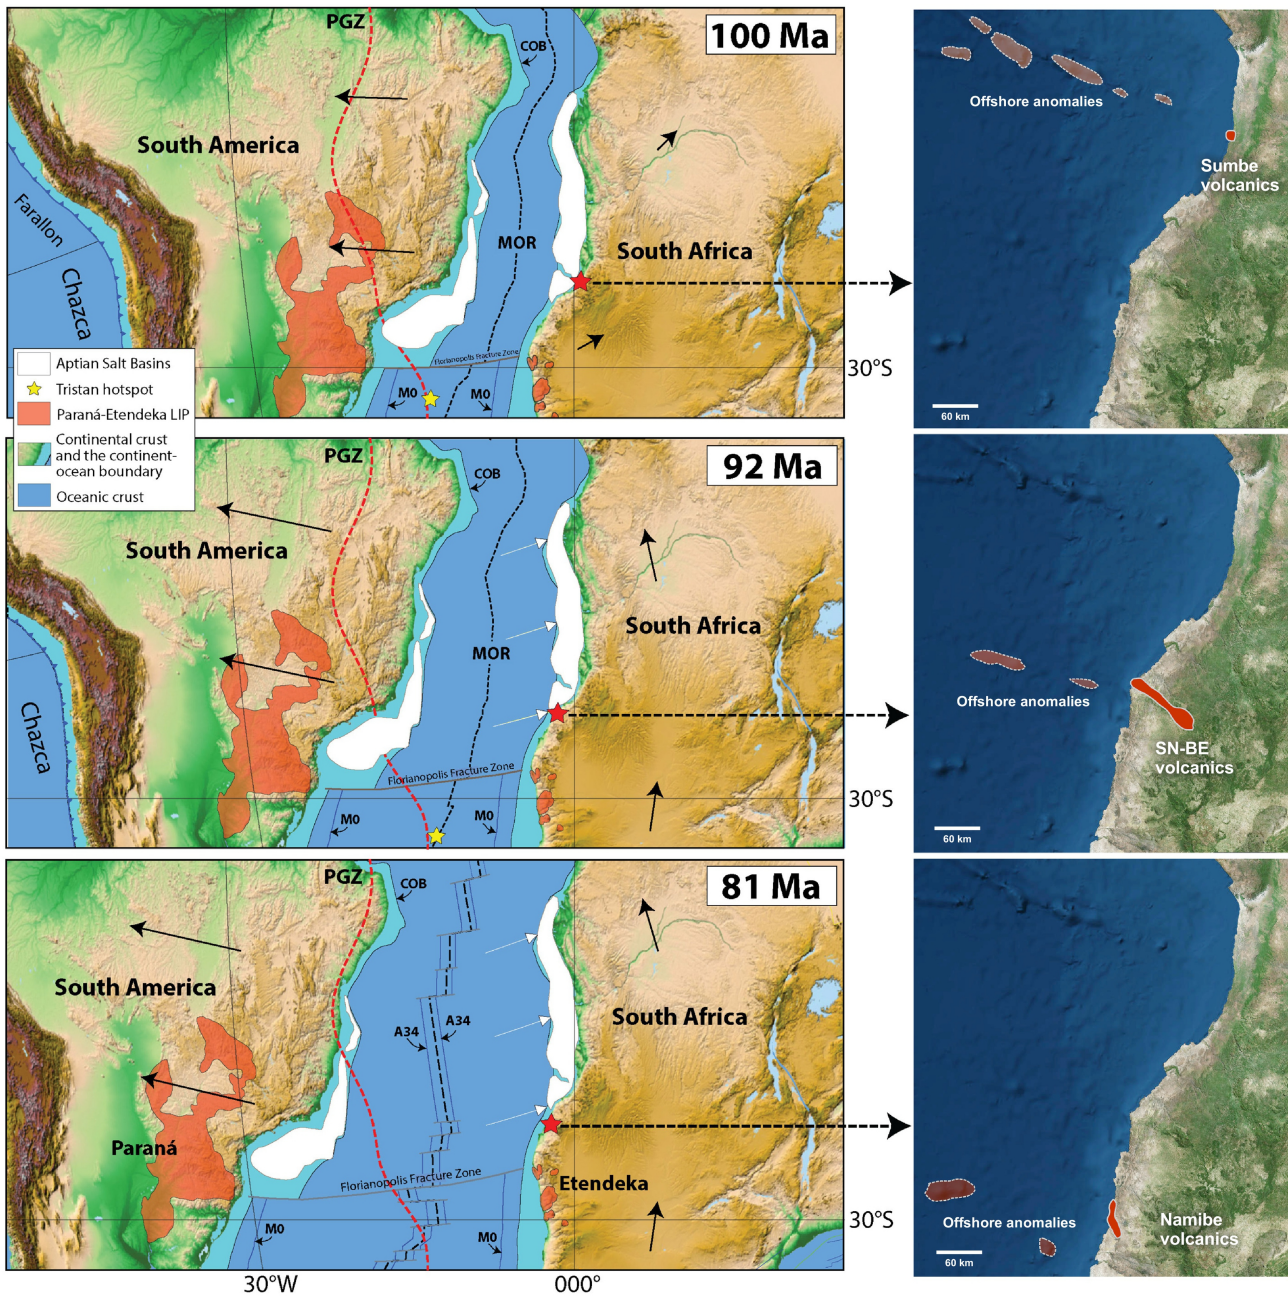 PGZ
100 Ma
COB
South America
Farallon
Chazca
MOR
South Africa
Florianopolis Fracture Zone
M0
M0
30°S
Offshore anomalies
Sumbe
volcanics
60 km
Aptian Salt Basins
Tristan hotspot
Paraná-Etendeka LIP
Continental crust
and the continent-
ocean boundary
Oceanic crust
PGZ
92 Ma
COB
South America
South Africa
MOR
Chazca
Florianopolis Fracture Zone
M0
M0
30°S
Offshore anomalies
SN-BE
volcanics
60 km
PGZ
81 Ma
COB
South America
South Africa
A34
A34
Paraná
Florianopolis Fracture Zone
Etendeka
M0
M0
30°S
30°W
000°
Offshore anomalies
Namibe
volcanics
60 km